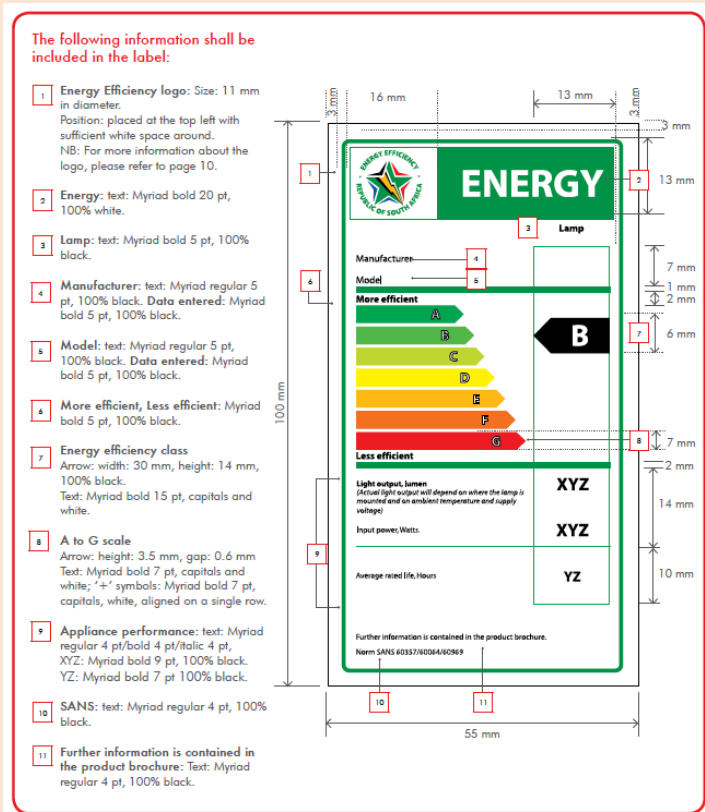 The following information shall be
included in the label:
1
Energy Efficiency logo: Size: 11 mm
in diameter.
Position: placed at the top left with
sufficient white space around.
NB: For more information about the
logo, please refer to page 10.
2
Energy: text: Myriad bold 20 pt,
100% white.
3
Lamp: text: Myriad bold 5 pt, 100%
black.
4
Manufacturer: text: Myriad regular 5
pt, 100% black. Data entered: Myriad
bold 5 pt, 100% black.
5
Model: text: Myriad regular 5 pt,
100% black. Data entered: Myriad
bold 5 pt, 100% black.
6
More efficient, Less efficient: Myriad
bold 5 pt, 100% black.
7
Energy efficiency class
Arrow: width: 30 mm, height: 14 mm,
100% black.
Text: Myriad bold 15 pt, capitals and
white.
8
A to G scale
Arrow: height: 3.5 mm, gap: 0.6 mm
Text: Myriad bold 7 pt, capitals and
white; ‘+’ symbols: Myriad bold 7 pt,
capitals, white, aligned on a single row.
9
Appliance performance: text: Myriad
regular 4 pt/bold 4 pt/italic 4 pt,
XYZ: Myriad bold 9 pt, 100% black.
YZ: Myriad bold 7 pt 100% black.
10
SANS: text: Myriad regular 4 pt, 100%
black.
11
Further information is contained in
the product brochure: Text: Myriad
regular 4 pt, 100% black.
3 mm
16 mm
13 mm
3 mm
3 mm
1
ENERGY EFFICIENCY
REPUBLIC OF SOUTH AFRICA
ENERGY
2
13 mm
3
Lamp
Manufacturer
4
Model
5
7 mm
1 mm
6
More efficient
2 mm
A
B
B
7
6 mm
C
D
E
F
G
8
7 mm
100 mm
Less efficient
2 mm
Light output, lumen
(Actual light output will depend on where the lamp is
mounted and on ambient temperature and supply
voltage)
XYZ
14 mm
Input power, Watts.
XYZ
9
Average rated life, Hours
YZ
10 mm
Further information is contained in the product brochure.
Norm SANS 60357/60064/60969
10
11
55 mm